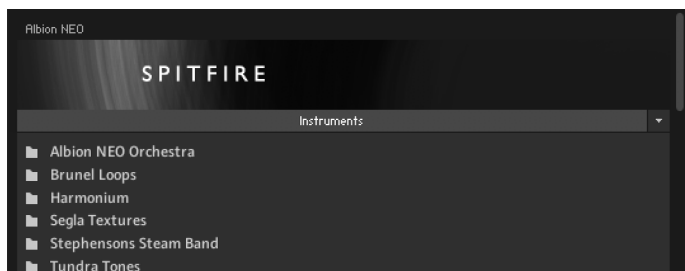 Albion NEO
SPITFIRE
Instruments
Albion NEO Orchestra
Brunel Loops
Harmonium
Segla Textures
Stephensons Steam Band
Tundra Tones